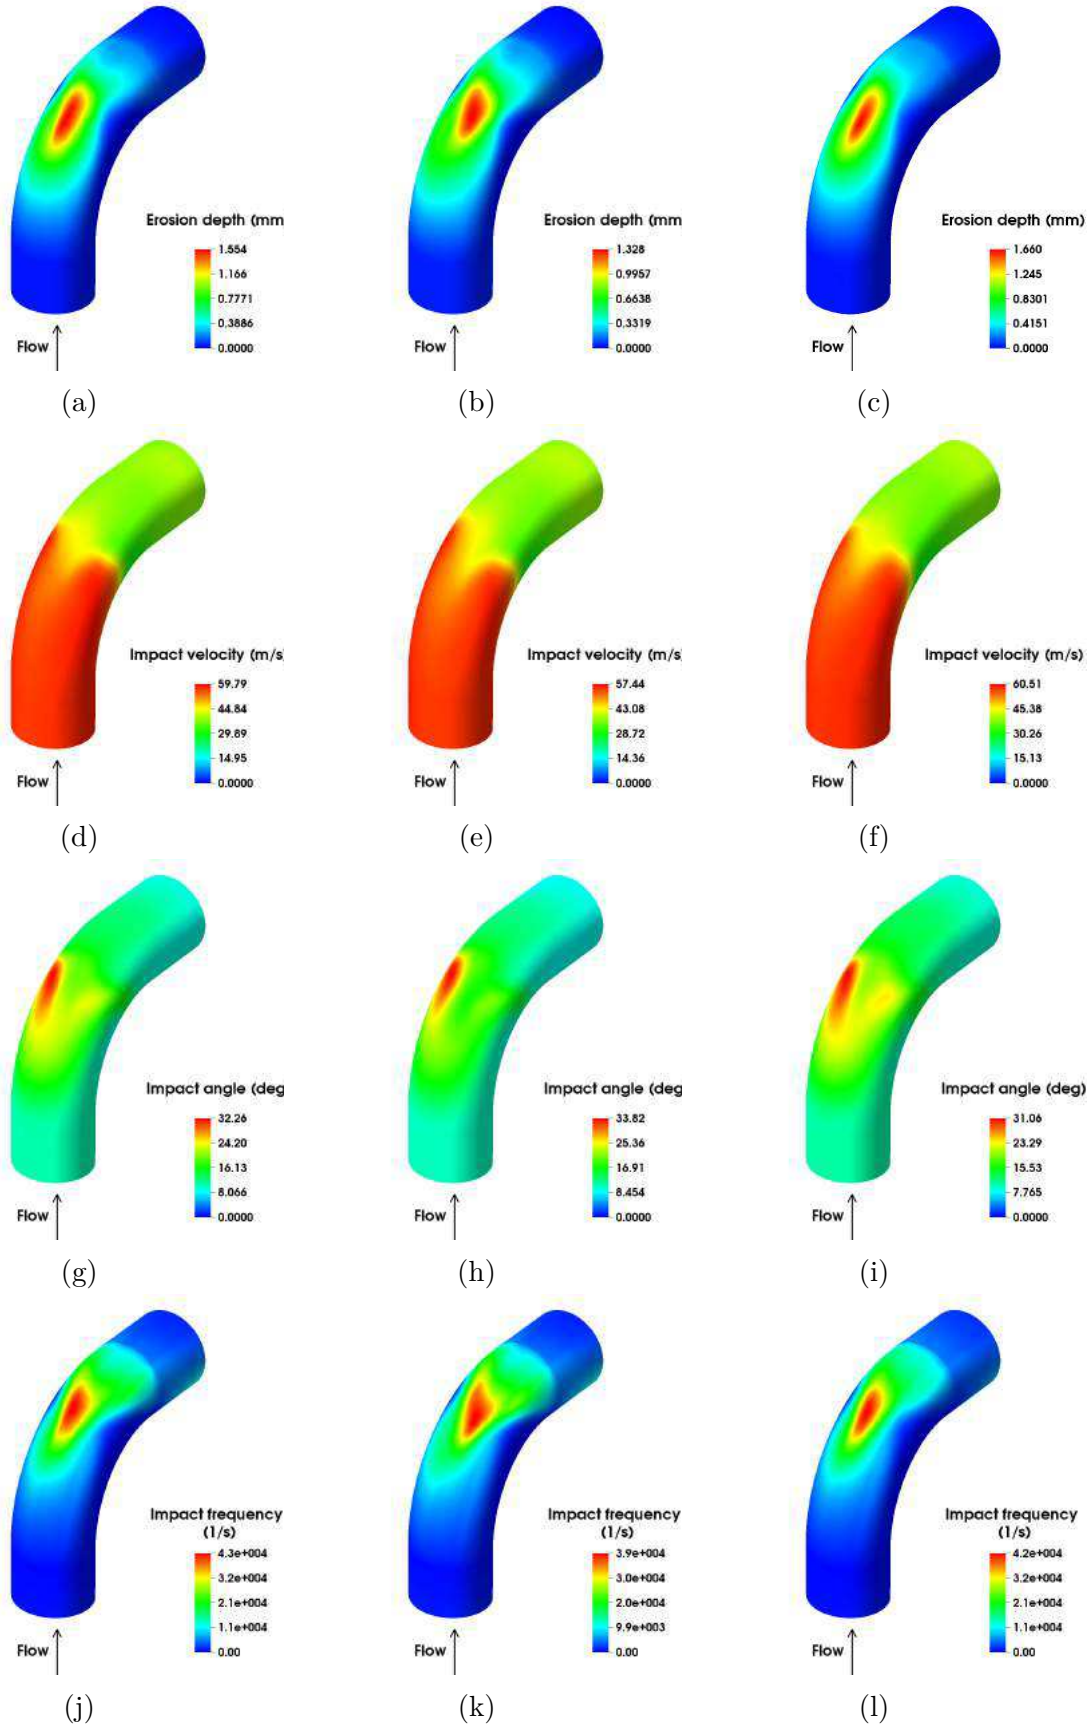 Erosion depth (mm
1.554
1.166
0.7771
0.3886
0.0000
Flow
(a)
Erosion depth (mm
1.328
0.9957
0.6638
0.3319
0.0000
Flow
(b)
Erosion depth (mm)
1.660
1.245
0.8301
0.4151
0.0000
Flow
(c)
Impact velocity (m/s)
59.79
44.84
29.89
14.95
0.0000
Flow
(d)
Impact velocity (m/s)
57.44
43.08
28.72
14.36
0.0000
Flow
(e)
Impact velocity (m/s)
60.51
45.38
30.26
15.13
0.0000
Flow
(f)
Impact angle (deg
32.26
24.20
16.13
8.066
0.0000
Flow
(g)
Impact angle (deg
33.82
25.36
16.91
8.454
0.0000
Flow
(h)
Impact angle (deg)
31.06
23.29
15.53
7.765
0.0000
Flow
(i)
Impact frequency
(1/s)
4.3e+004
3.2e+004
2.1e+004
1.1e+004
0.00
Flow
(j)
Impact frequency
(1/s)
3.9e+004
3.0e+004
2.0e+004
9.9e+003
0.00
Flow
(k)
Impact frequency
(1/s)
4.2e+004
3.2e+004
2.1e+004
1.1e+004
0.00
Flow
(l)